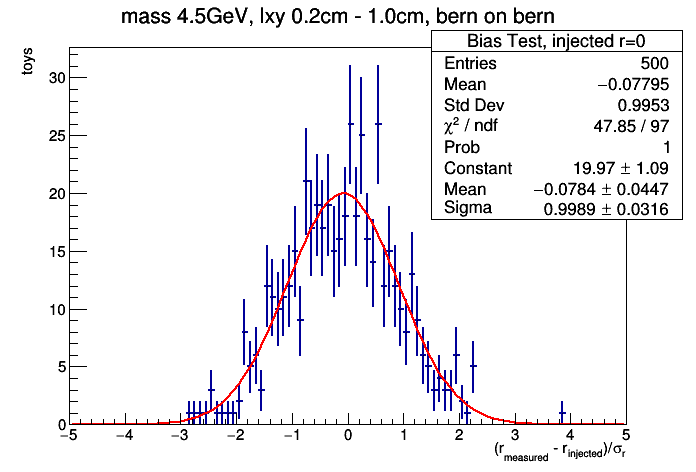 mass 4.5GeV, lxy 0.2cm - 1.0cm, bern on bern
Bias Test, injected r=0
Entries 500
Mean −0.07795
Std Dev 0.9953
χ² / ndf 47.85 / 97
Prob 1
Constant 19.97 ± 1.09
Mean −0.0784 ± 0.0447
Sigma 0.9989 ± 0.0316
toys
30
25
20
15
10
5
0
−5 −4 −3 −2 −1 0 1 2 3 4 5
(r_measured - r_injected)/σ_r